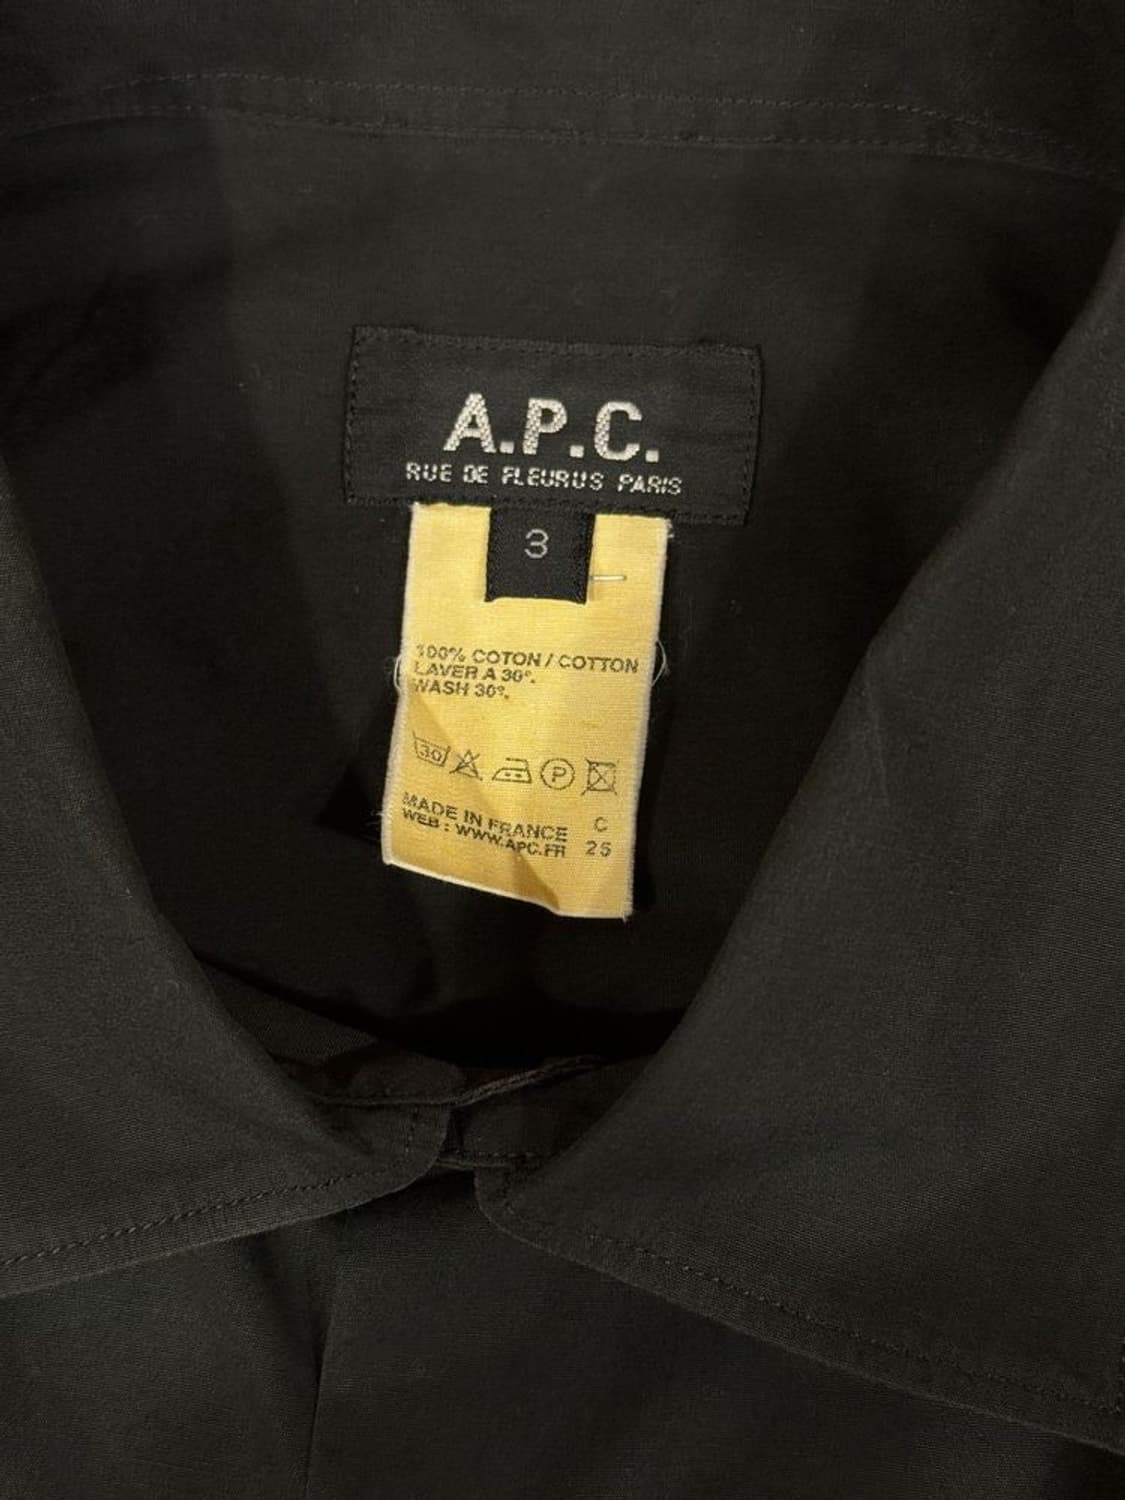 A.P.C.
RUE DE FLEURUS PARIS
3
100% COTON / COTTON
LAVER A 30°.
WASH 30°.
30 P
MADE IN FRANCE C
WEB : WWW.APC.FR 25